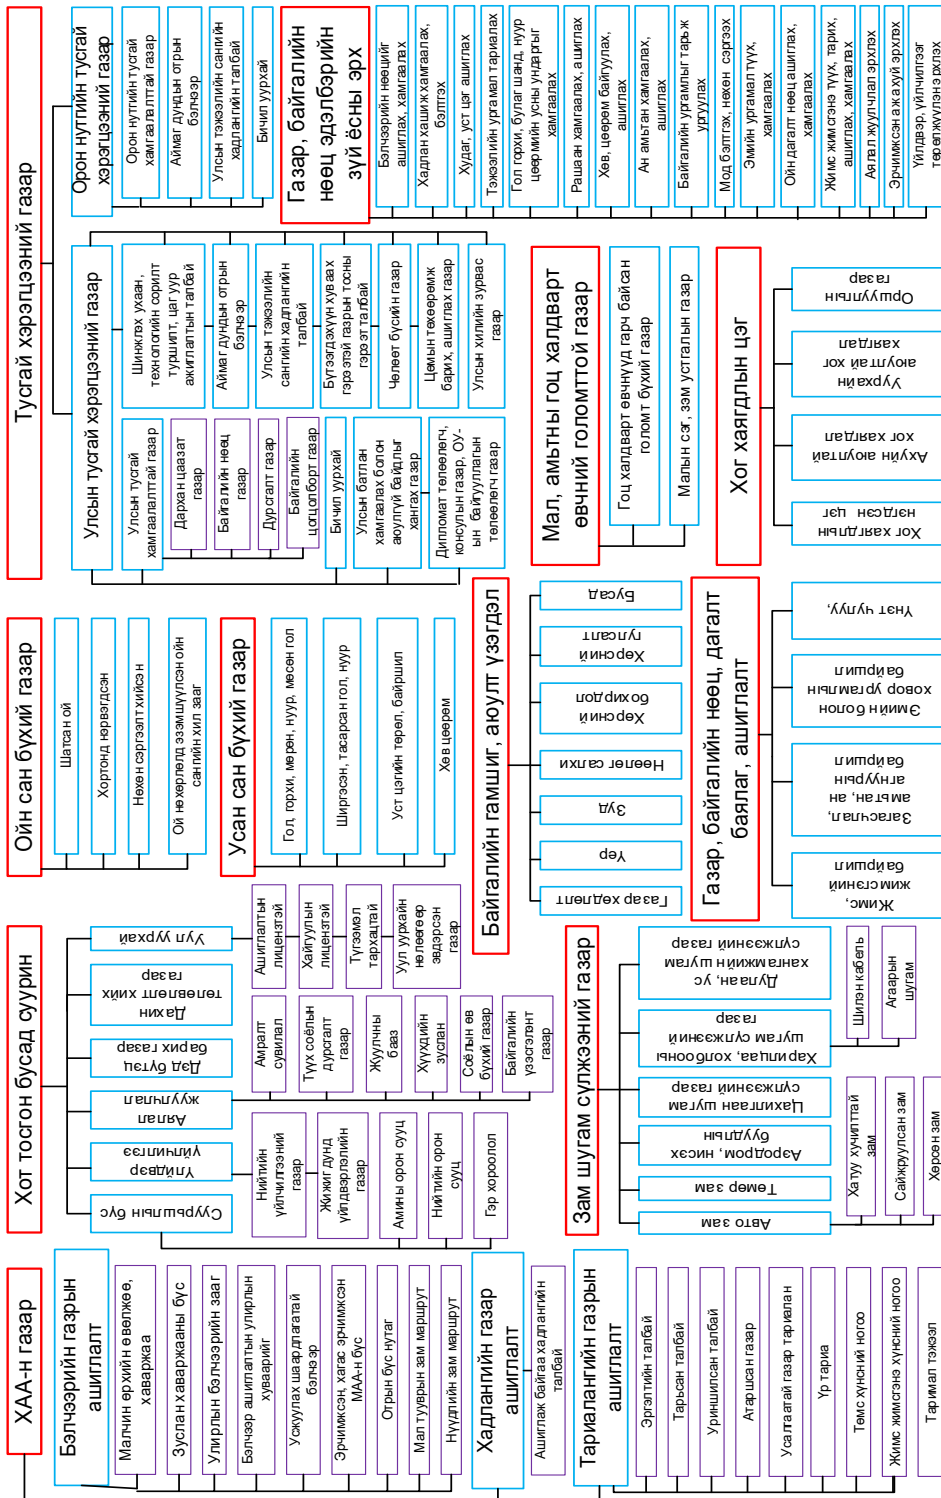 ХАА-н газар
Бэлчээрийн газрын
ашиглалт
Малчин өрхийн өвөлжөө,
хаваржаа
Зуслан хаваржааны бүс
Улирлын бэлчээрийн зааг
Бэлчээр ашиглалтын улирлын
хуваарийг
Усжуулах шаардлагатай
бэлчээр
Эрчимжсэн, хагас эрчимжсэн
МАА-н бүс
Отрын бүс нутаг
Мал туурын зам маршрут
Нүүдлийн зам маршрут
Хадлангийн газар
ашиглалт
Ашиглаж байгаа хадлангийн
талбай
Тариалангийн газрын
ашиглалт
Эргэлтийн талбай
Тарьсан талбай
Уриншилсан талбай
Атаршсан газар
Усалгаатай газар тариалан
Үр тариа
Төмс хүнсний ногоо
Жимс жимсгэнэ хүнсний ногоо
Таримал тэжээл
Хот тосгон бусад суурин
Суурьшлын бүс
Үйлдвэр
үйлчилгээ
Аялал
жуулчлал
Дэд бүтэц
барих газар
Дахин
төлөвлөлт хийх
газар
Уул уурхай
Нийтийн
үйлчилгээний
газар
Жижиг дунд
үйлдвэрлэлийн
газар
Амины орон сууц
Нийтийн орон
сууц
Гэр хороолол
Амралт
сувилал
Түүх соёлын
дурсгалт
газар
Жуулчны
бааз
Хүүхдийн
зуслан
Соёлын өв
бүхий газар
Байгалийн
үзэсгэлэнт
газар
Ашиглалтын
лицензтэй
Хайгуулын
лицензтэй
Түгээмэл
тархацтай
Уул уурхайн
нөлөөгөөр
эвдэрсэн
газар
Зам шугам сүлжээний газар
Авто зам
Төмөр зам
Аэродром, нисэх
буудлын
Цахилгаан шугам
сүлжээний газар
Харилцаа, холбооны
шугам сүлжээний
газар
Дулаан, ус
хангамжийн шугам
сүлжээний газар
Хатуу хучилттай
зам
Сайжруулсан зам
Хөрсөн зам
Шилэн кабель
Агаарын
шугам
Ойн сан бүхий газар
Шатсан ой
Хортонд нэрвэгдсэн
Нөхөн сэргээлт хийсэн
Ой нөхөрлөлд эзэмшүүлсэн ойн
сангийн хил зааг
Усан сан бүхий газар
Гол, горхи, мөрөн, нуур, мөсөн гол
Ширгэсэн, тасарсан гол, нуур
Уст цэгийн төрөл, байршил
Хөв цөөрөм
Байгалийн гамшиг, аюулт үзэгдэл
Газар хөдлөлт
Үер
Зуд
Нөөлөг салхи
Хөрсний
бохирдол
Хөрсний
гулсалт
Бусад
Газар, байгалийн нөөц, дагалт
баялаг, ашиглалт
Жимс,
жимсгэний
байршил
Загасчлал,
амьтан, ан
агнуурын
байршил
Эмийн болон
ховор ургамлын
байршил
Үнэт чулуу,
Тусгай хэрэгцээний газар
Улсын тусгай хэрэгцээний газар
Улсын тусгай
хамгаалалттай газар
Дархан цаазат
газар
Байгалийн нөөц
газар
Дурсгалт газар
Байгалийн
цогцолборт газар
Бичил уурхай
Улсын батлан
хамгаалах болон
аюулгүй байдлыг
хангах газар
Дипломат төлөөлөгч,
консулын газар, ОУ-
ын байгууллагын
төлөөлөгч газар
Шинжлэх ухаан,
технологийн сорилт
туршилт, цаг уур
ажиглалтын талбай
Аймаг дундын отрын
бэлчээр
Улсын тэжээлийн
сангийн хадлангийн
талбай
Бүтээгдэхүүн хуваах
гэрээтэй газрын тосны
гэрээт талбай
Чөлөөт бүсийн газар
Цөмын төхөөрөмж
барих, ашиглах газар
Улсын хилийн зурвас
газар
Орон нутгийн тусгай
хэрэгцээний газар
Орон нутгийн тусгай
хамгаалалттай газар
Аймаг дундын отрын
бэлчээр
Улсын тэжээлийн сангийн
хадлангийн талбай
Бичил уурхай
Газар, байгалийн
нөөц эдэлбэрийн
зүй ёсны эрх
Бэлчээрийн нөөцийг
ашиглах, хамгаалах
Хадлан хашиж хамгаалах,
бэлтгэх
Худаг, уст цэг ашиглах
Тэжээлийн ургамал тариалах
Гол горхи, булаг шанд, нуур
цөөрмийн усны ундаргыг
хамгаалах
Рашаан хамгаалах, ашиглах
Хөв, цөөрөм байгуулах,
ашиглах
Ан амьтан хамгаалах,
ашиглах
Байгалийн ургамлыг тарьж
ургуулах
Мод бэлтгэх, нөхөн сэргээх
Эмийн ургамал түүх,
хамгаалах
Ойн дагалт нөөц ашиглах,
хамгаалах
Жимс жимсгэнэ түүх, тарих,
ашиглах, хамгаалах
Аялал жуулчлал эрхлэх
Эрчимжсэн аж ахуй эрхлэх
Үйлдвэр, үйлчилгээг
төрөлжүүлэн эрхлэх
Мал, амьтны гоц халдварт
өвчний голомттой газар
Гоц халдварт өвчнүүд гарч байсан
голомт бүхий газар
Малын сэг, зэм устгалын газар
Хог хаягдлын цэг
Хог хаягдлын
нэгдсэн цэг
Ахуйн аюултай
хог хаягдал
Уурхайн
аюултай хог
хаягдал
Оршуулгын
газар